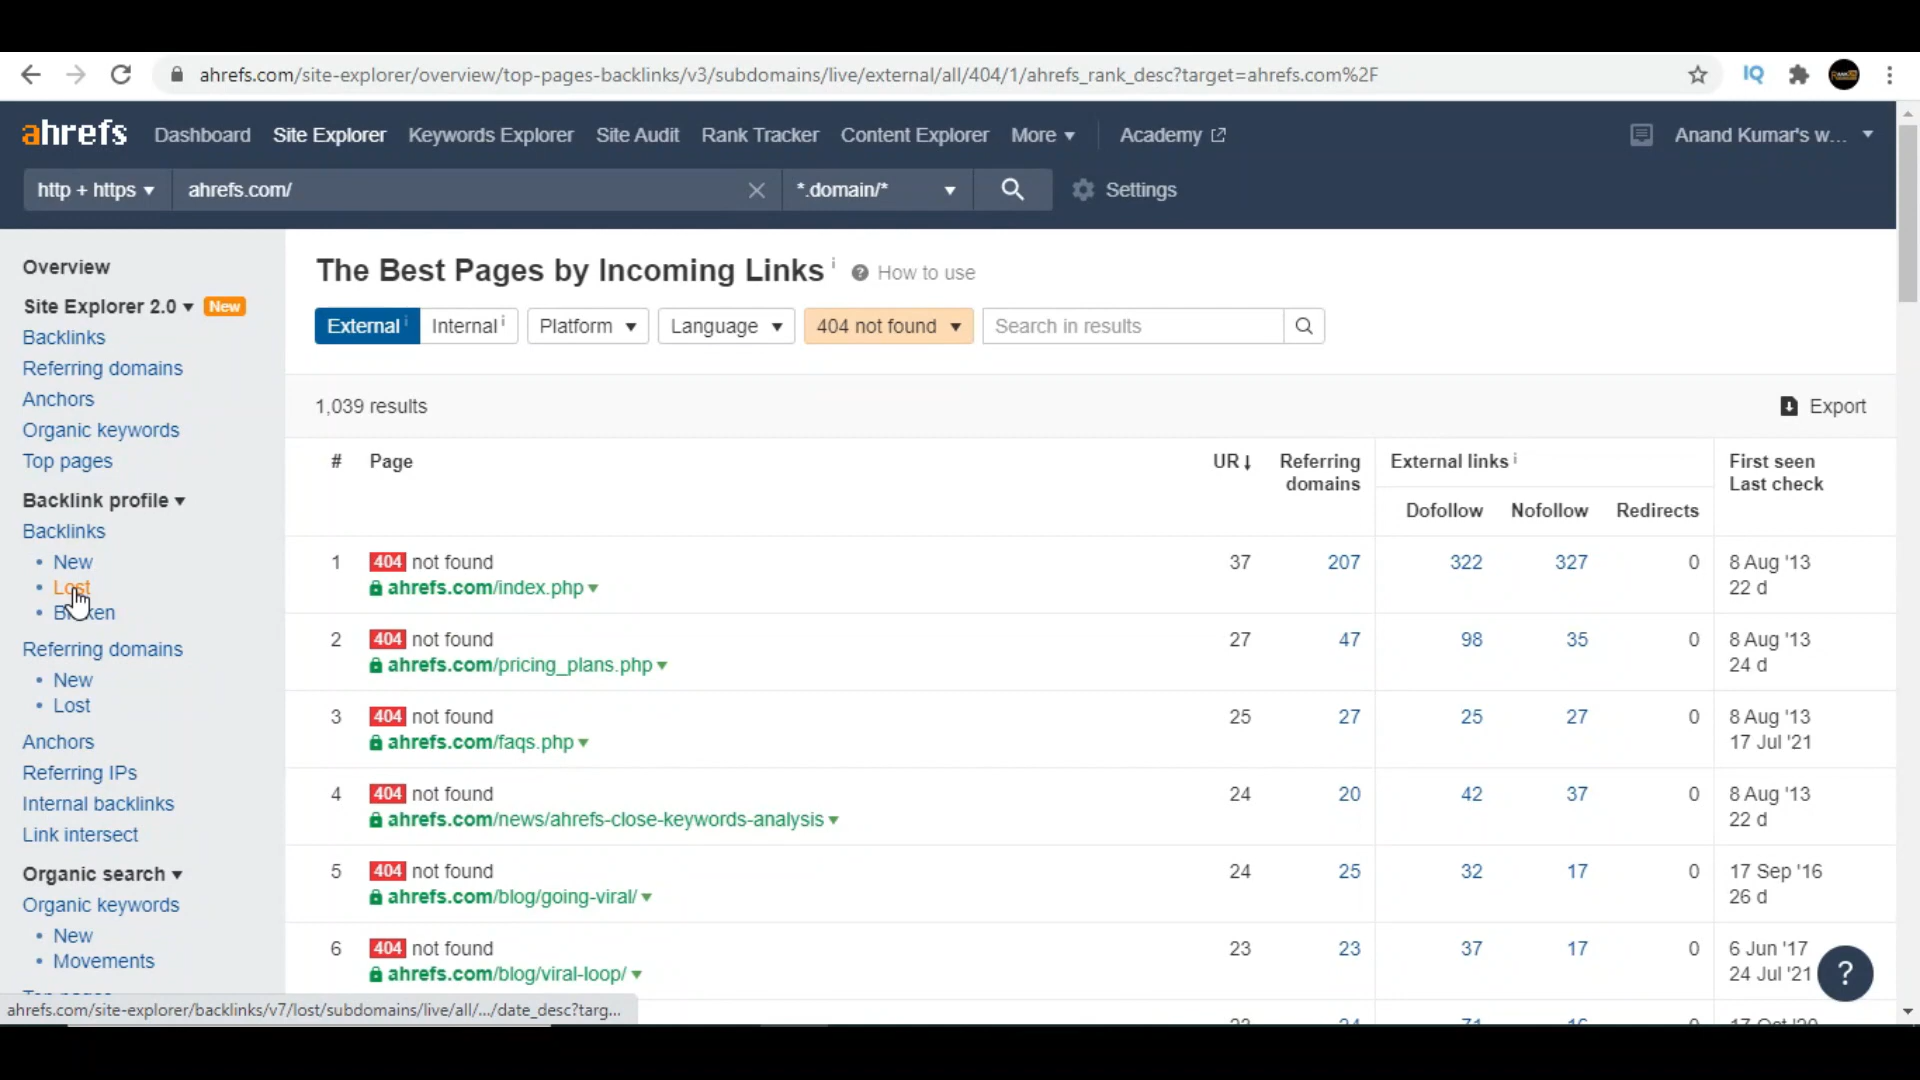 ahrefs.com/site-explorer/overview/top-pages-backlinks/v3/subdomains/live/external/all/404/1/ahrefs_rank_desc?target=ahrefs.com%2F
IQ
ahrefs Dashboard Site Explorer Keywords Explorer Site Audit Rank Tracker Content Explorer More Academy Anand Kumar's w...
http + https ahrefs.com/ *.domain/* Settings
Overview
Site Explorer 2.0 New
Backlinks
Referring domains
Anchors
Organic keywords
Top pages
Backlink profile
Backlinks
• New
• Lost
• Broken
Referring domains
• New
• Lost
Anchors
Referring IPs
Internal backlinks
Link intersect
Organic search
Organic keywords
• New
• Movements
ahrefs.com/site-explorer/backlinks/v7/lost/subdomains/live/all/.../date_desc?targ...
The Best Pages by Incoming Links i ? How to use
External i Internal i Platform Language 404 not found Search in results
1,039 results Export
# Page UR↓ Referring domains External links i First seen Last check
Dofollow Nofollow Redirects
1 404 not found 37 207 322 327 0 8 Aug '13
ahrefs.com/index.php 22 d
2 404 not found 27 47 98 35 0 8 Aug '13
ahrefs.com/pricing_plans.php 24 d
3 404 not found 25 27 25 27 0 8 Aug '13
ahrefs.com/faqs.php 17 Jul '21
4 404 not found 24 20 42 37 0 8 Aug '13
ahrefs.com/news/ahrefs-close-keywords-analysis 22 d
5 404 not found 24 25 32 17 0 17 Sep '16
ahrefs.com/blog/going-viral/ 26 d
6 404 not found 23 23 37 17 0 6 Jun '17
ahrefs.com/blog/viral-loop/ 24 Jul '21
?